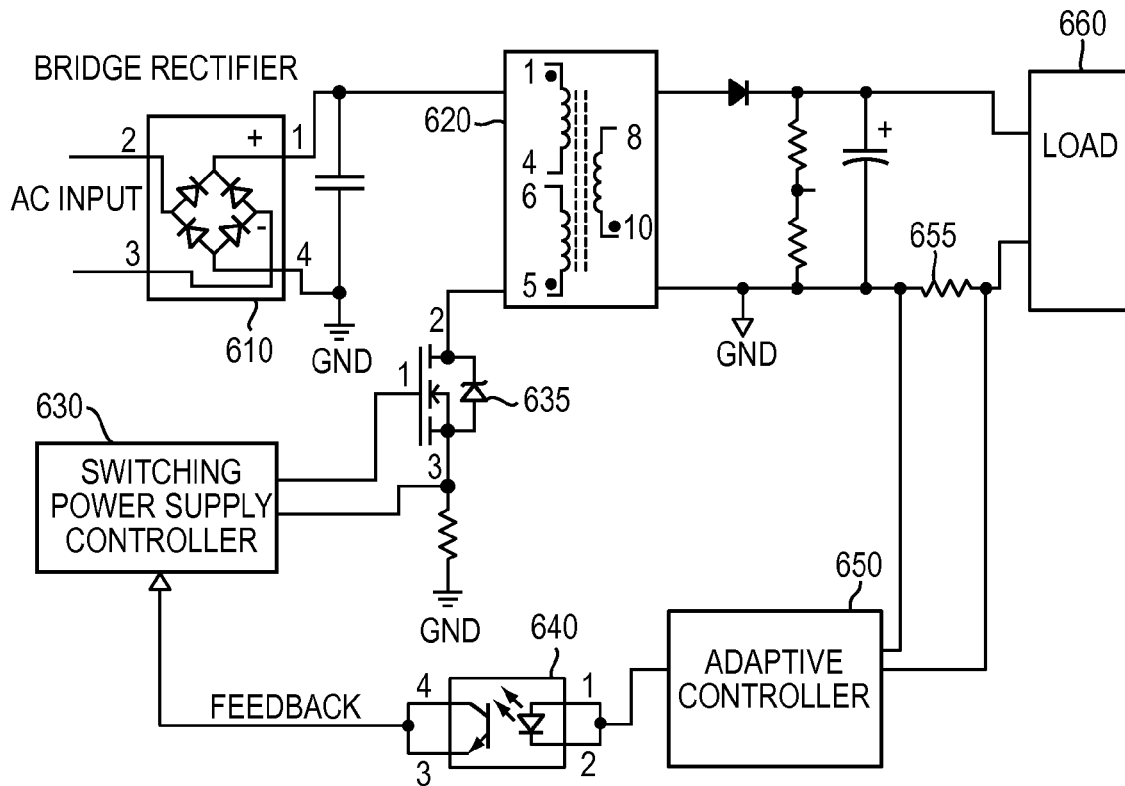 660
BRIDGE RECTIFIER
1
620
8
LOAD
+
2
1
+
4
AC INPUT
6
10
655
-
3
4
5
610
GND
2
GND
1
635
630
3
SWITCHING
POWER SUPPLY
CONTROLLER
650
GND
640
ADAPTIVE
CONTROLLER
4
1
FEEDBACK
3
2